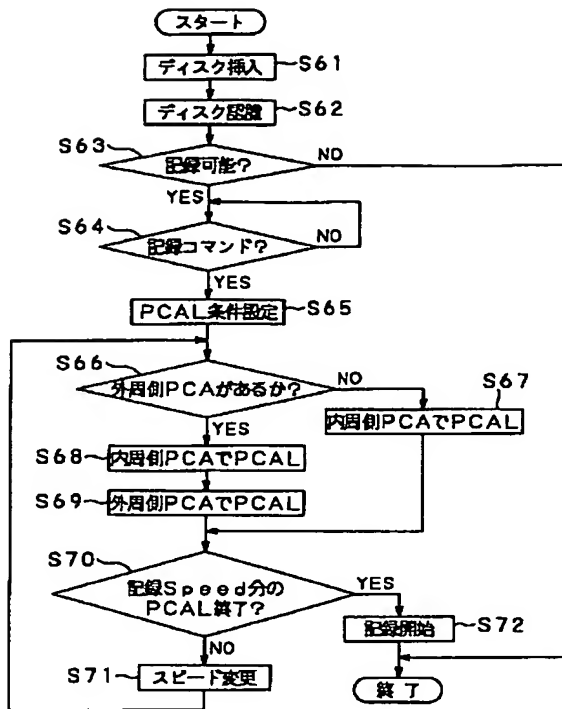 スタート
ディスク挿入 S61
ディスク認識 S62
S63
記録可能? NO
YES
S64
記録コマンド? NO
YES
PCAL条件設定 S65
S66
外周側PCAがあるか? NO
S67
内周側PCAでPCAL
YES
S68 内周側PCAでPCAL
S69 外周側PCAでPCAL
S70
記録Speed分の
PCAL終了?
YES
記録開始 S72
NO
S71 スピード変更
終了